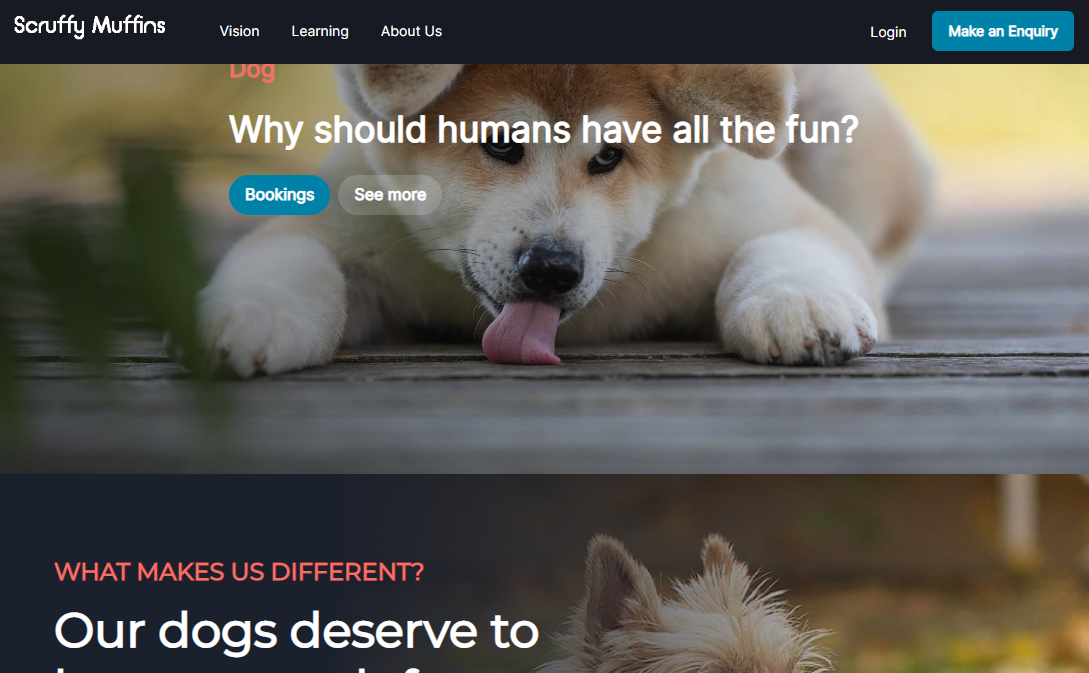 Scruffy Muffins
Vision
Learning
About Us
Login
Make an Enquiry
Dog
Why should humans have all the fun?
Bookings
See more
WHAT MAKES US DIFFERENT?
Our dogs deserve to